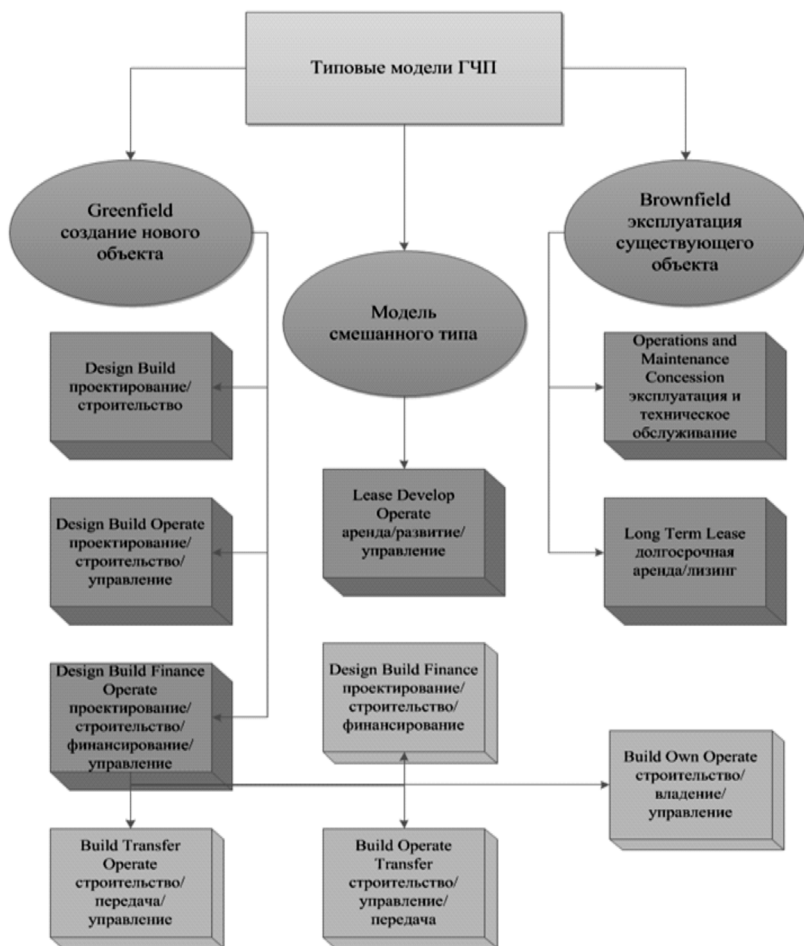 Типовые модели ГЧП
Greenfield
создание нового
объекта
Brownfield
эксплуатация
существующего
объекта
Модель
смешанного типа
Design Build
проектирование/
строительство
Operations and
Maintenance
Concession
эксплуатация и
техническое
обслуживание
Design Build Operate
проектирование/
строительство/
управление
Lease Develop
Operate
аренда/развитие/
управление
Long Term Lease
долгосрочная
аренда/лизинг
Design Build Finance
Operate
проектирование/
строительство/
финансирование/
управление
Design Build Finance
проектирование/
строительство/
финансирование
Build Own Operate
строительство/
владение/
управление
Build Transfer
Operate
строительство/
передача/
управление
Build Operate
Transfer
строительство/
управление/
передача